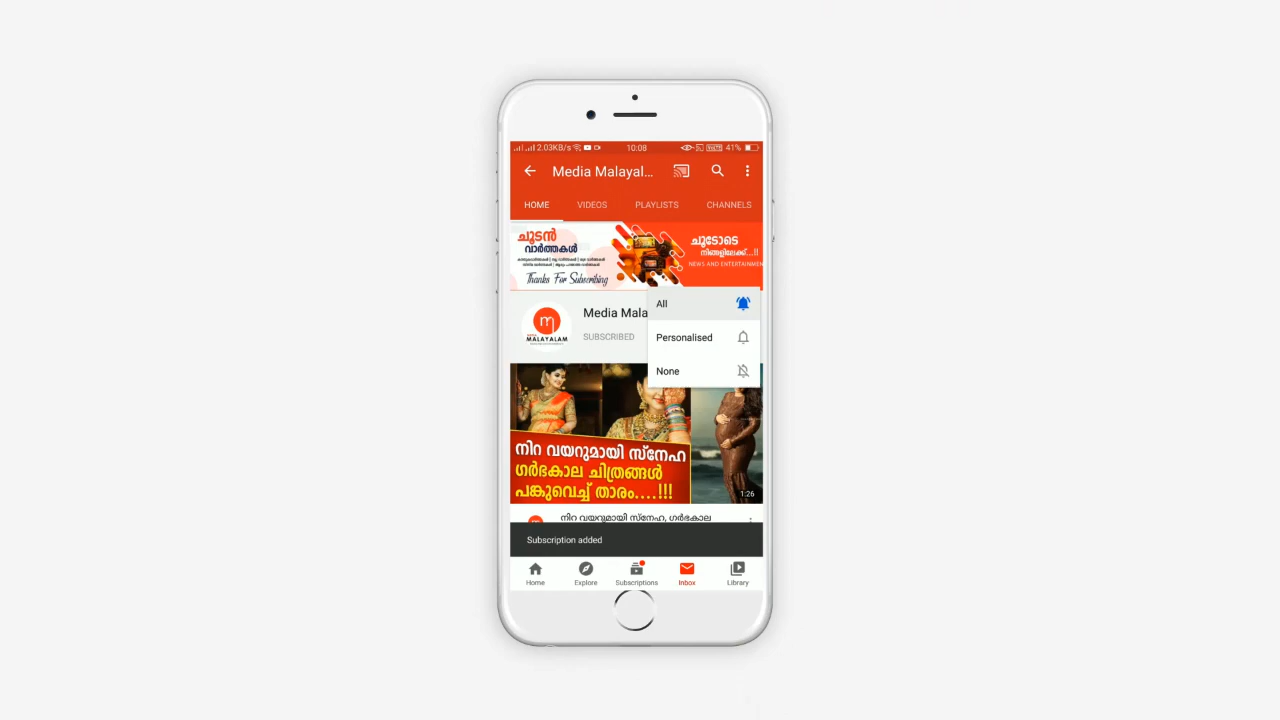 2.03KB/s 10:08 41%
Media Malayal...
HOME VIDEOS PLAYLISTS CHANNELS
ചൂടൻ
വാർത്തകൾ
Thanks For Subscribing
ചൂടോടെ
നിങ്ങളിലേക്ക്...!!
NEWS AND ENTERTAINMEN
All
Media Mala
SUBSCRIBED
Personalised
MALAYALAM
None
നിറ വയറുമായി സ്നേഹ
ഗർഭകാല ചിത്രങ്ങൾ
പങ്കുവെച്ച് താരം....!!!
1:26
നിറ വയറുമായി സ്നേഹ, ഗർഭകാല
Subscription added
Home Explore Subscriptions Inbox Library